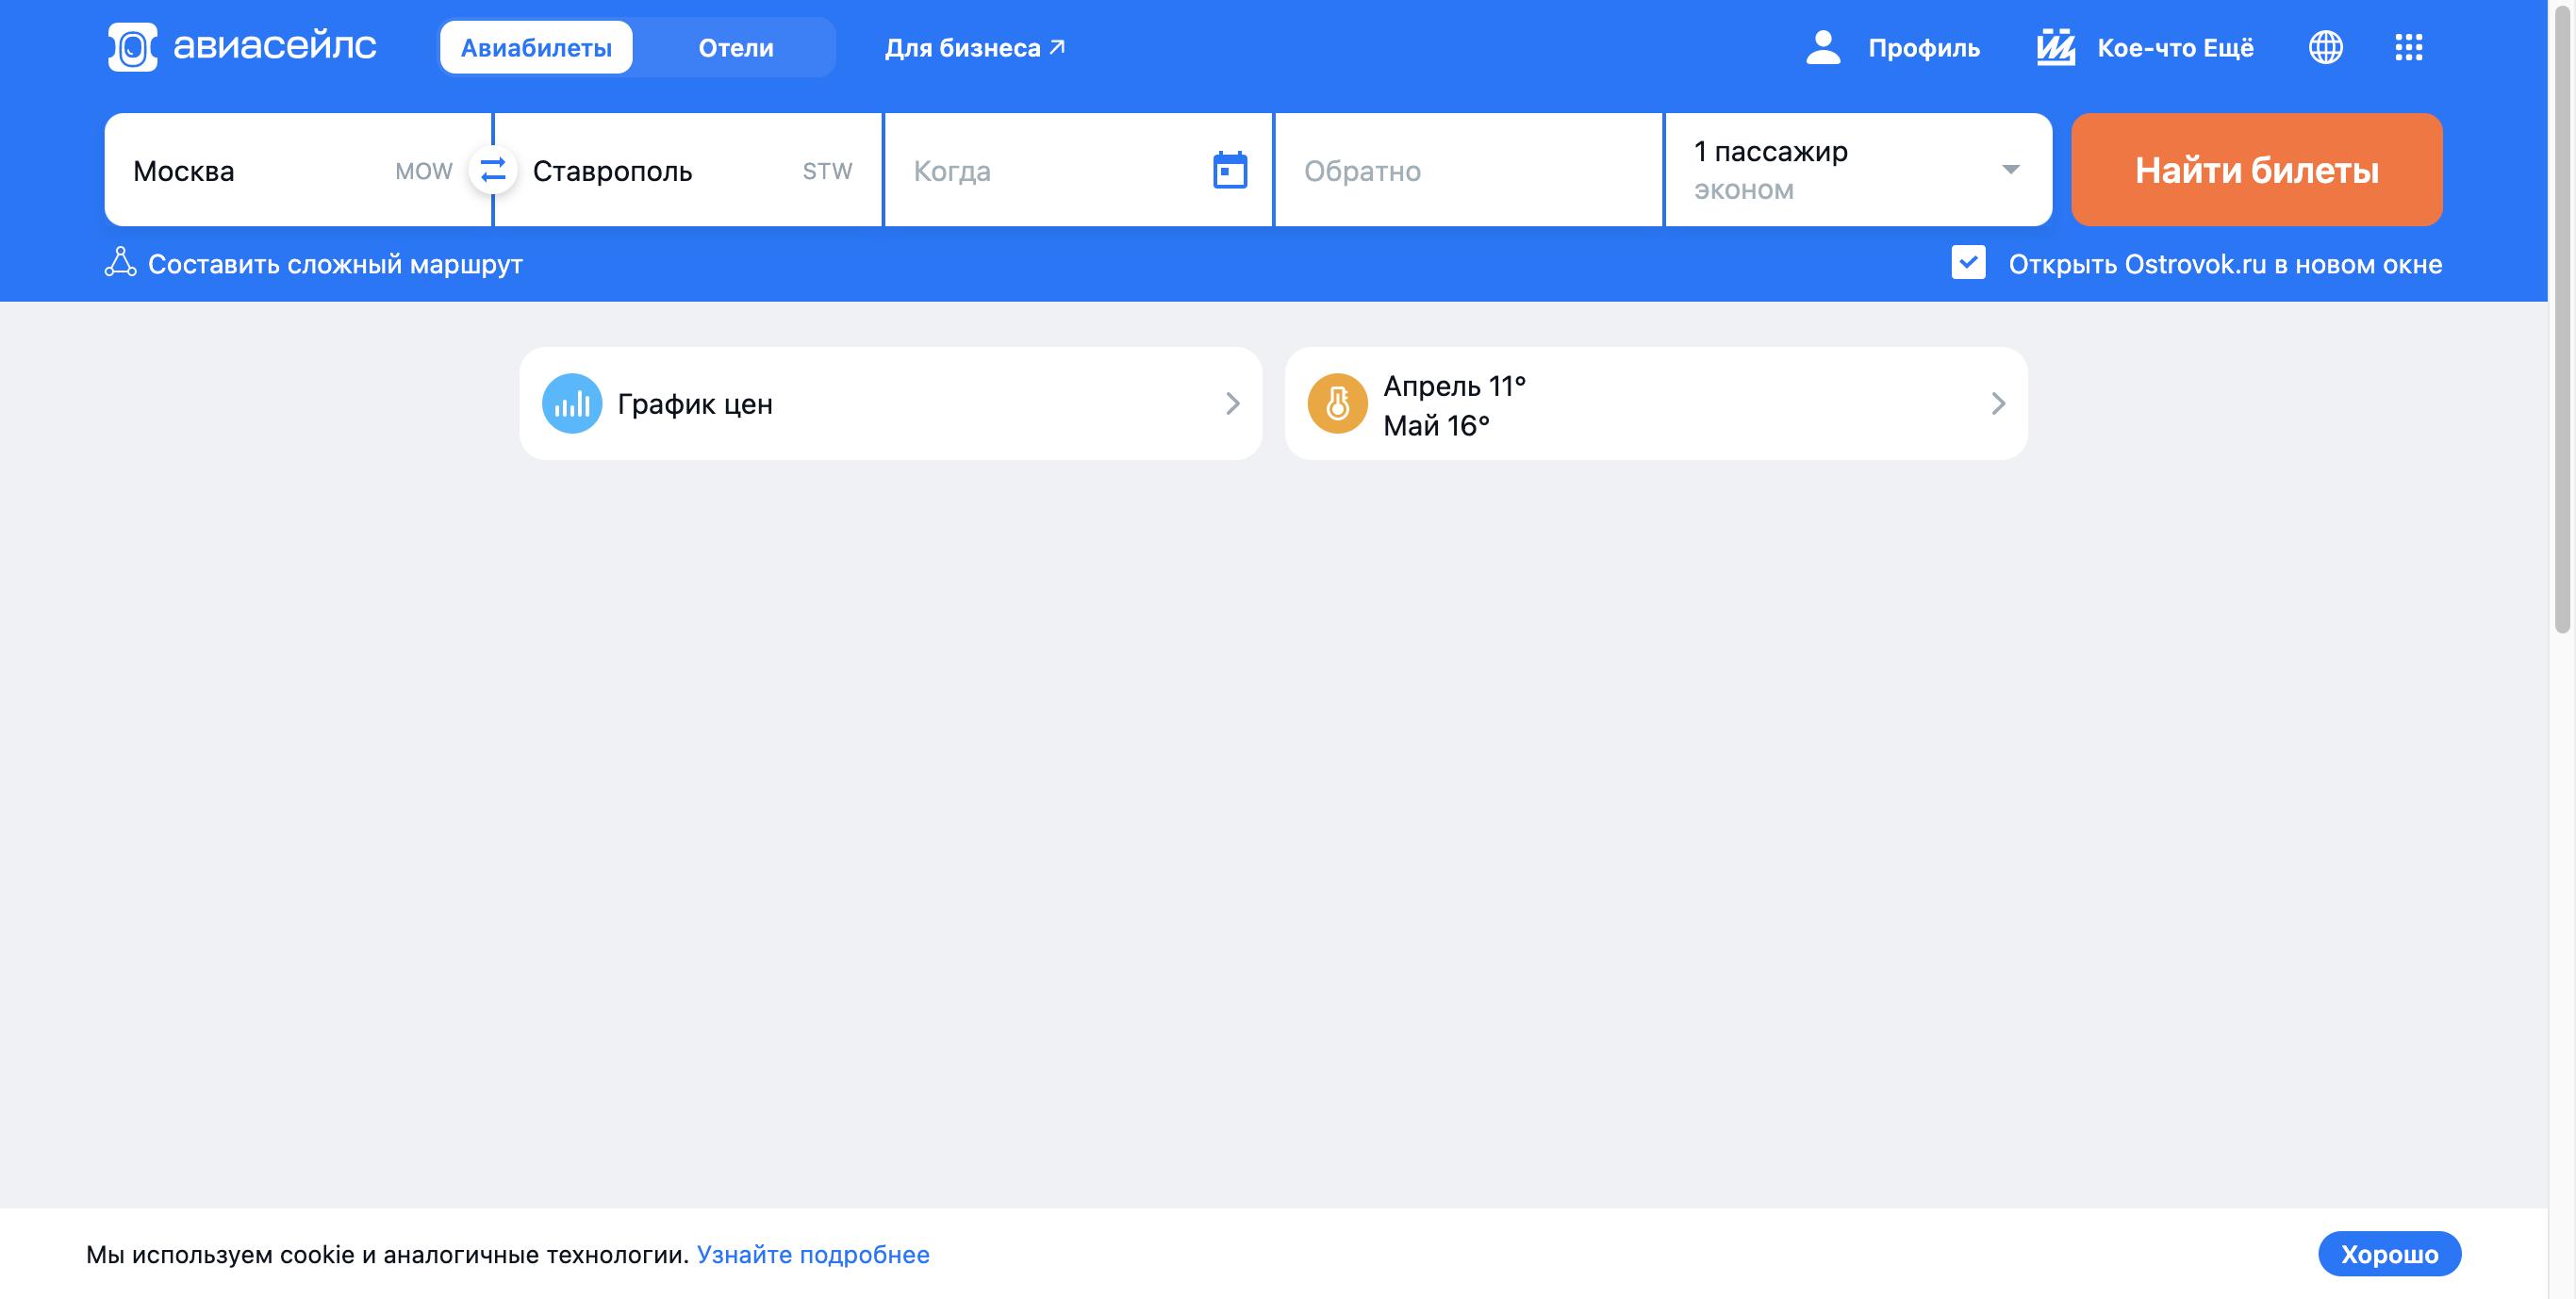 авиасейлс
Авиабилеты
Отели
Для бизнеса
Профиль
Кое-что Ещё
Москва
MOW
Ставрополь
STW
Когда
Обратно
1 пассажир
эконом
Найти билеты
Составить сложный маршрут
Открыть Ostrovok.ru в новом окне
График цен
Апрель 11°
Май 16°
Мы используем cookie и аналогичные технологии. Узнайте подробнее
Хорошо